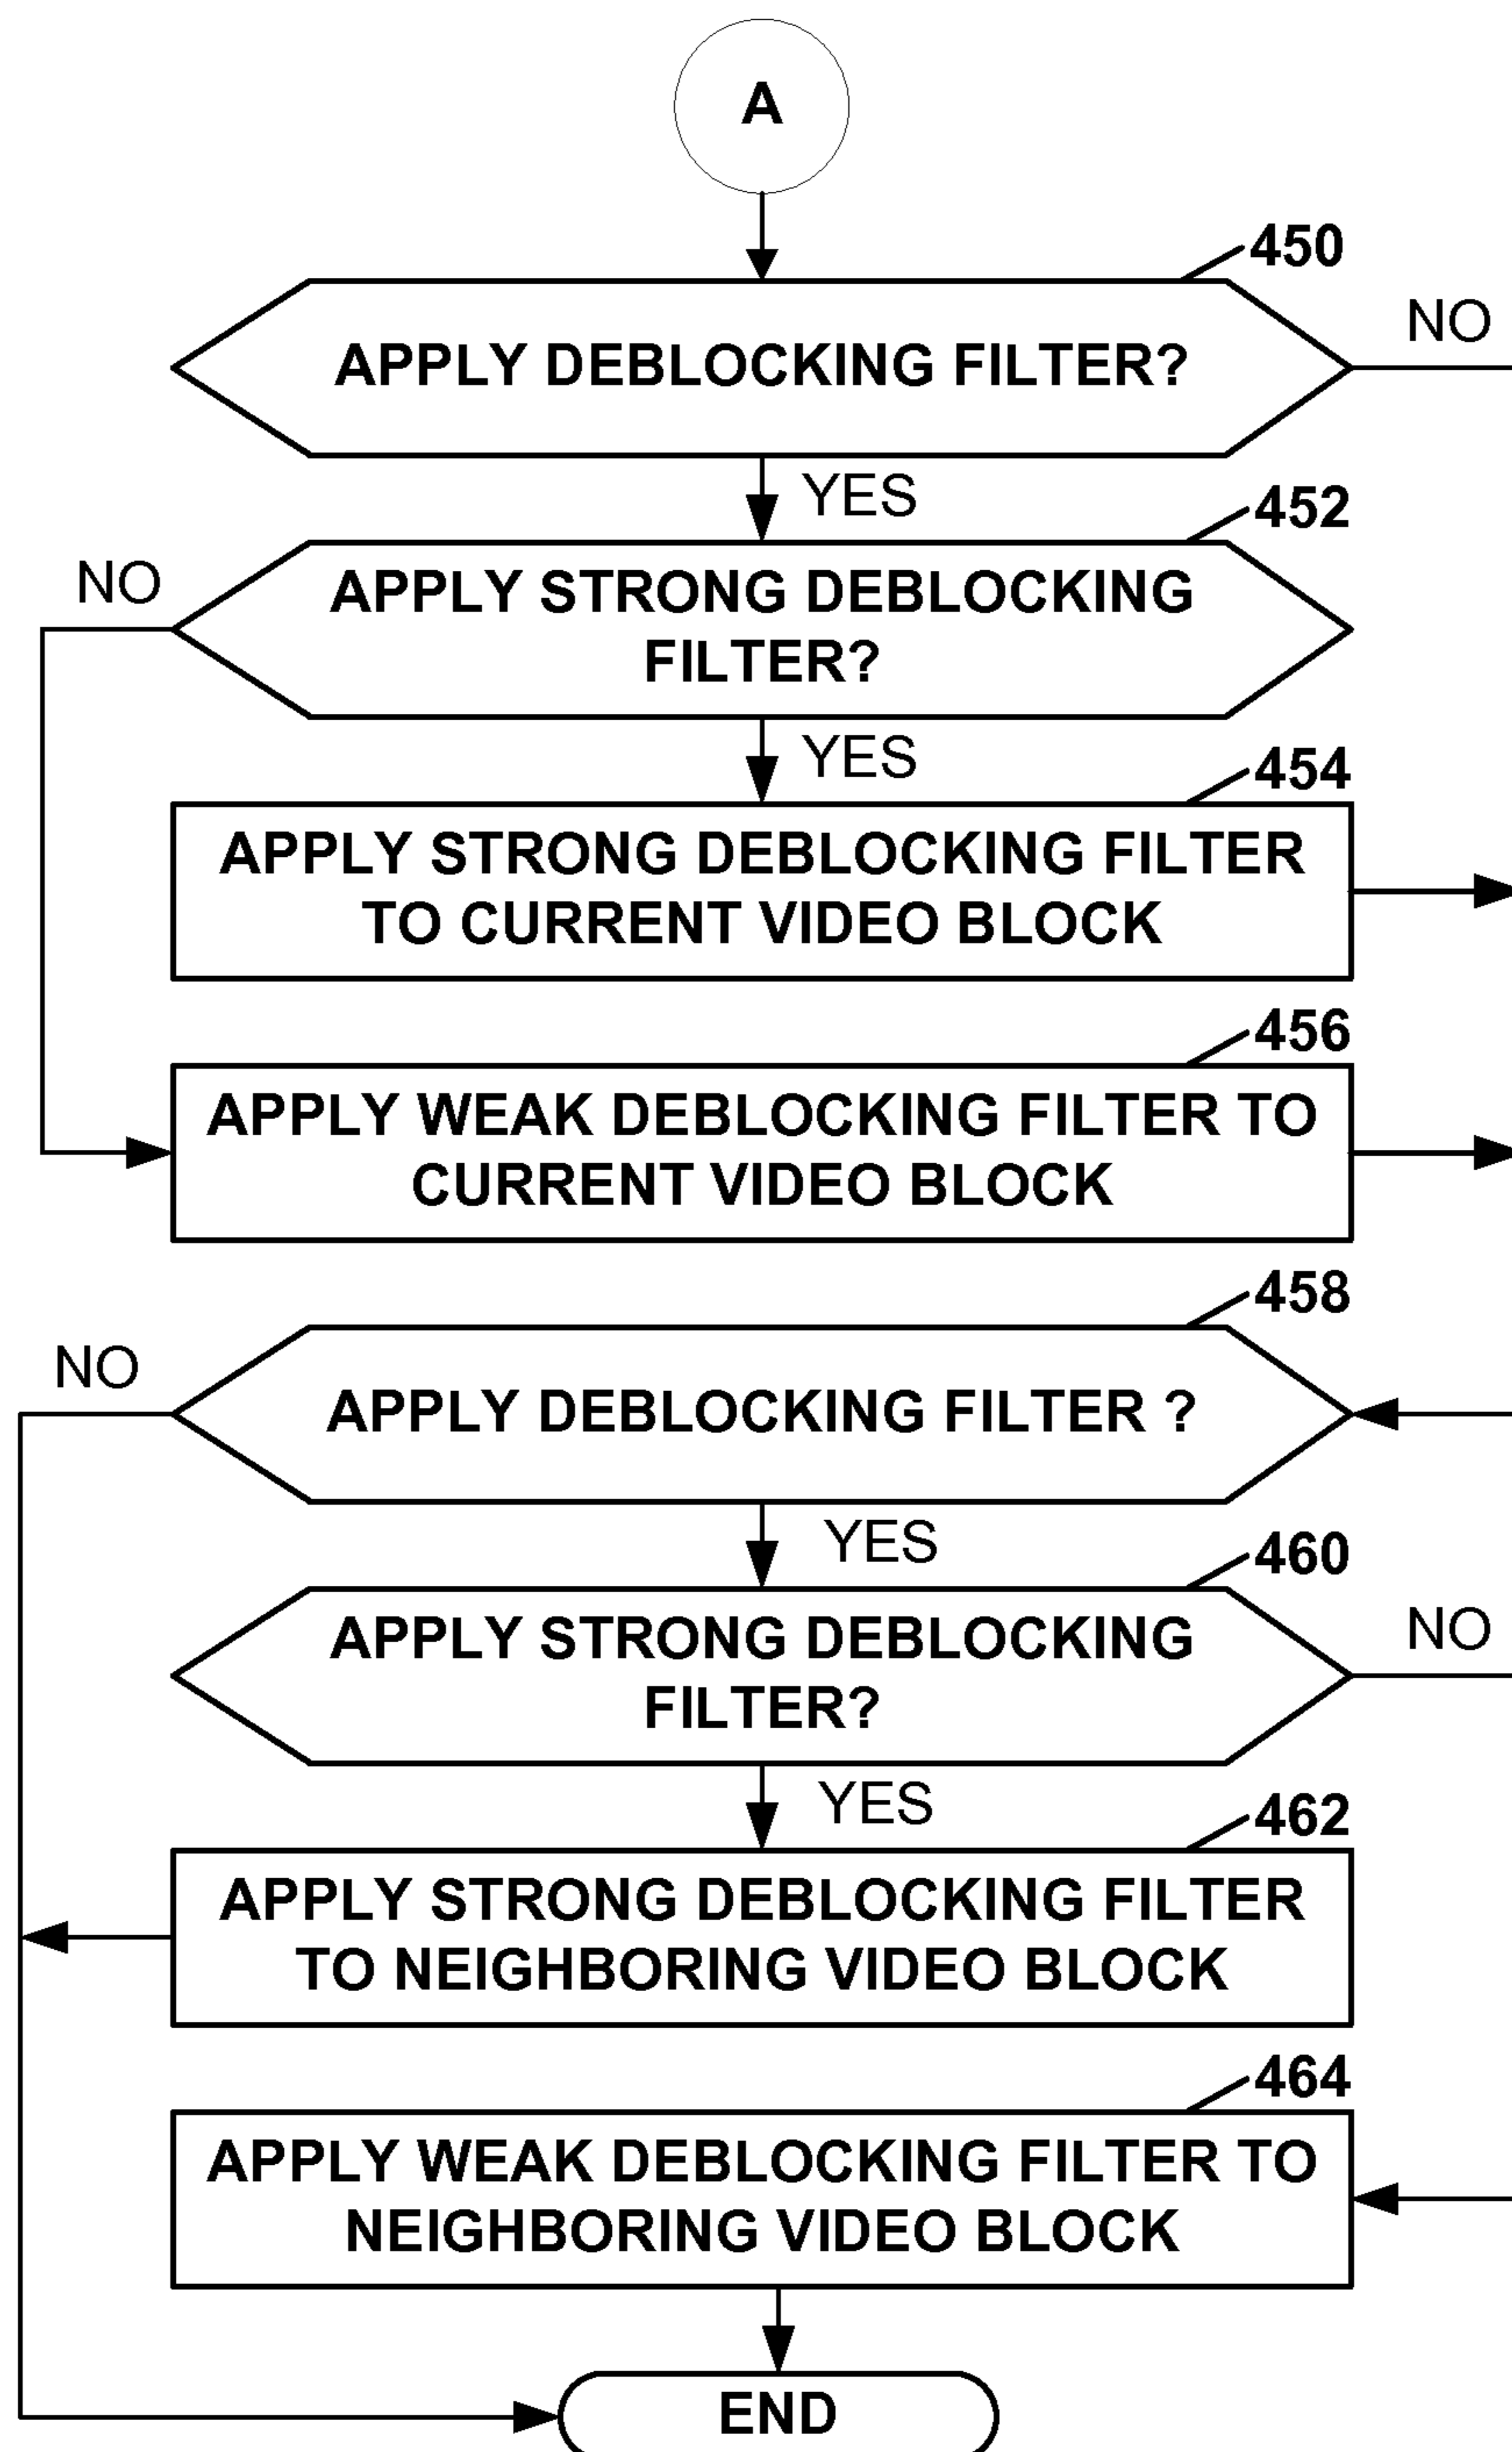 A
450
NO
APPLY DEBLOCKING FILTER?
YES
452
NO
APPLY STRONG DEBLOCKING
FILTER?
YES
454
APPLY STRONG DEBLOCKING FILTER
TO CURRENT VIDEO BLOCK
456
APPLY WEAK DEBLOCKING FILTER TO
CURRENT VIDEO BLOCK
458
NO
APPLY DEBLOCKING FILTER ?
YES
460
NO
APPLY STRONG DEBLOCKING
FILTER?
YES
462
APPLY STRONG DEBLOCKING FILTER
TO NEIGHBORING VIDEO BLOCK
464
APPLY WEAK DEBLOCKING FILTER TO
NEIGHBORING VIDEO BLOCK
END